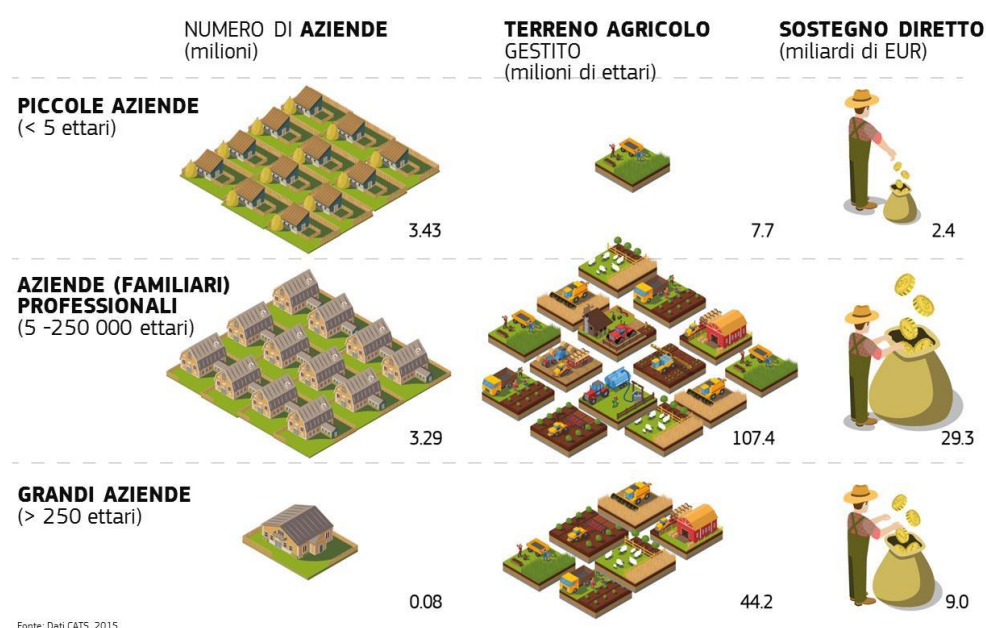 NUMERO DI AZIENDE
(milioni)
TERRENO AGRICOLO
GESTITO
(milioni di ettari)
SOSTEGNO DIRETTO
(miliardi di EUR)
PICCOLE AZIENDE
(< 5 ettari)
3.43
7.7
2.4
AZIENDE (FAMILIARI)
PROFESSIONALI
(5 -250 000 ettari)
3.29
107.4
29.3
GRANDI AZIENDE
(> 250 ettari)
0.08
44.2
9.0
Fonte: Dati CATS, 2015